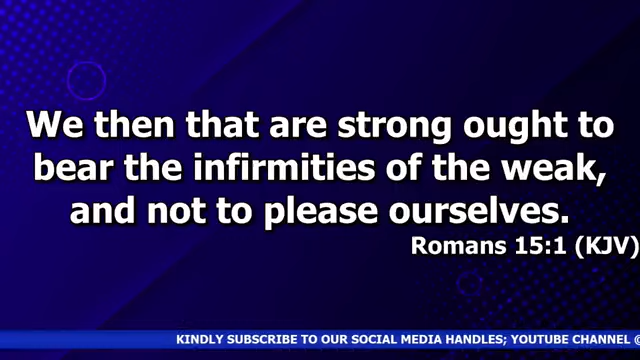 We then that are strong ought to
bear the infirmities of the weak,
and not to please ourselves.
Romans 15:1 (KJV)
KINDLY SUBSCRIBE TO OUR SOCIAL MEDIA HANDLES; YOUTUBE CHANNEL @